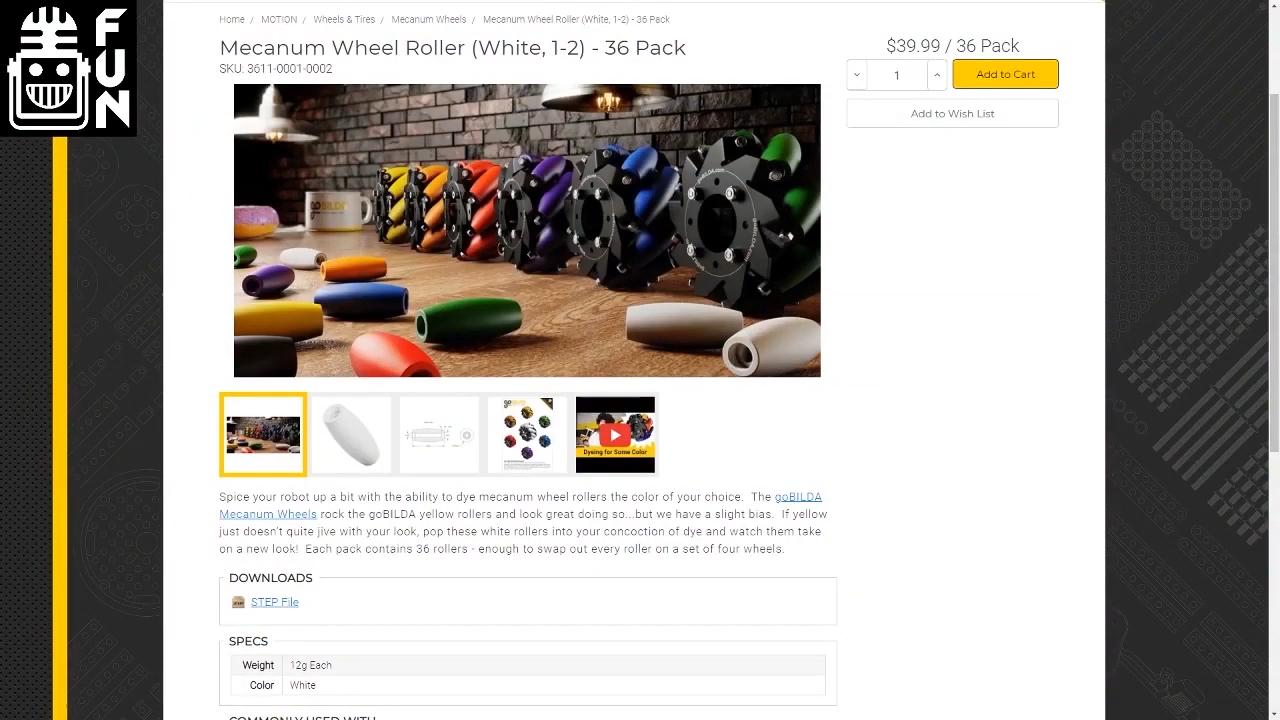 FUN
Home / MOTION / Wheels & Tires / Mecanum Wheels / Mecanum Wheel Roller (White, 1-2) - 36 Pack
Mecanum Wheel Roller (White, 1-2) - 36 Pack
SKU: 3611-0001-0002
$39.99 / 36 Pack
1
Add to Cart
Add to Wish List
goBILDA
Dyeing for Some Color
Spice your robot up a bit with the ability to dye mecanum wheel rollers the color of your choice. The goBILDA
Mecanum Wheels rock the goBILDA yellow rollers and look great doing so...but we have a slight bias. If yellow
just doesn't quite jive with your look, pop these white rollers into your concoction of dye and watch them take
on a new look! Each pack contains 36 rollers - enough to swap out every roller on a set of four wheels.
DOWNLOADS
STEP File
SPECS
Weight 12g Each
Color White
COMMONLY USED WITH